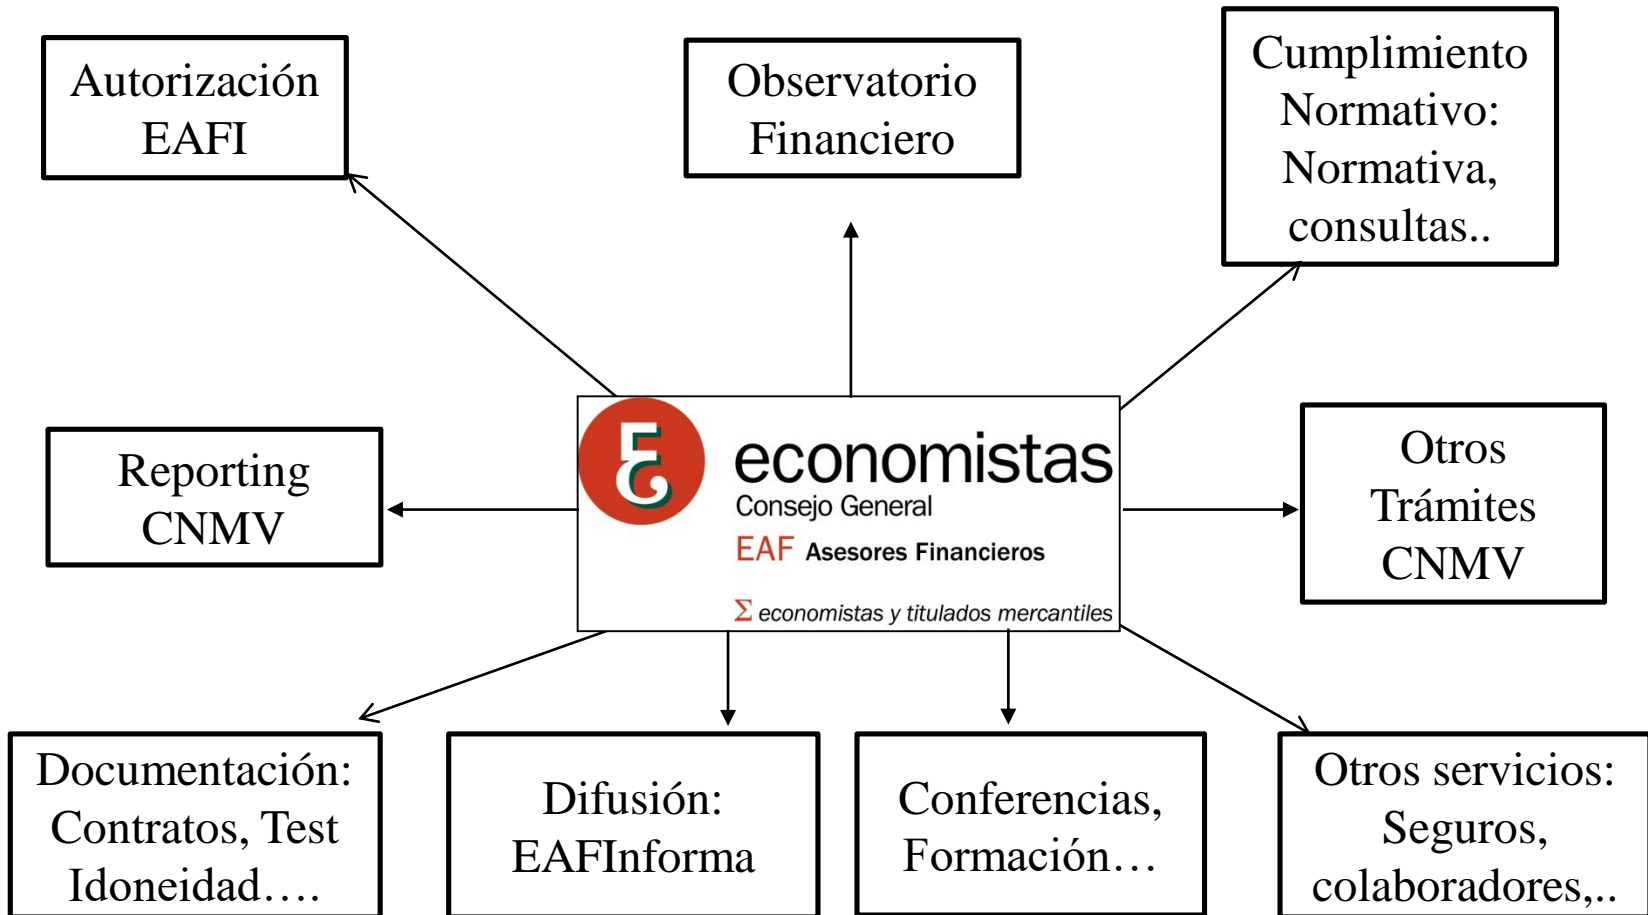 Autorización
EAFI
Observatorio
Financiero
Cumplimiento
Normativo:
Normativa,
consultas..
Reporting
CNMV
economistas
Consejo General
EAF Asesores Financieros
Σ economistas y titulados mercantiles
Otros
Trámites
CNMV
Documentación:
Contratos, Test
Idoneidad….
Difusión:
EAFInforma
Conferencias,
Formación…
Otros servicios:
Seguros,
colaboradores,..